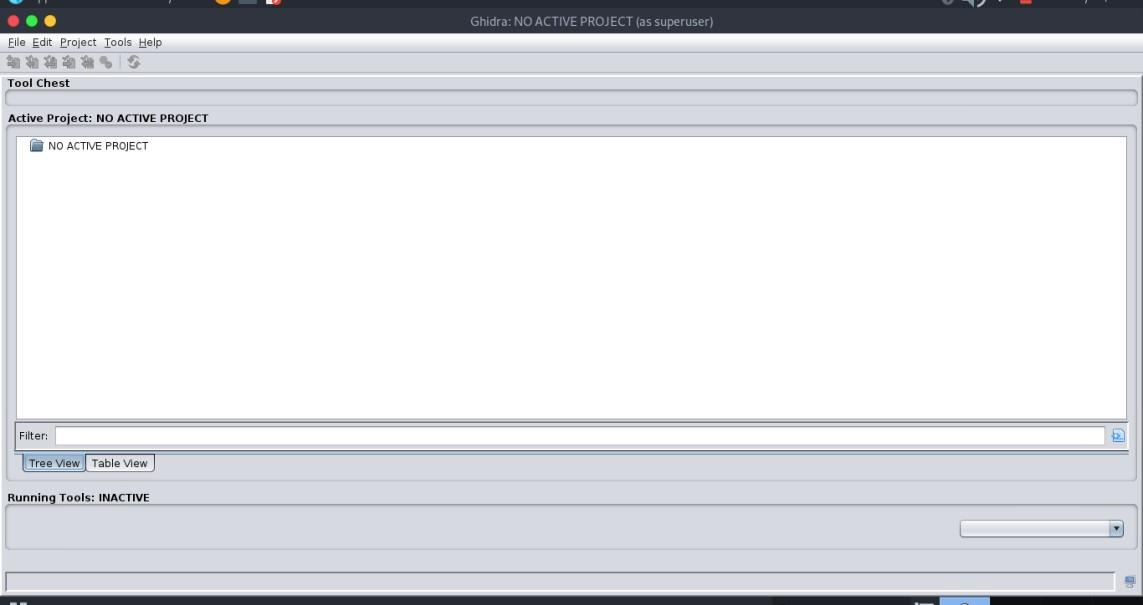 Ghidra: NO ACTIVE PROJECT (as superuser)
File Edit Project Tools Help
Tool Chest
Active Project: NO ACTIVE PROJECT
NO ACTIVE PROJECT
Filter:
Tree View Table View
Running Tools: INACTIVE